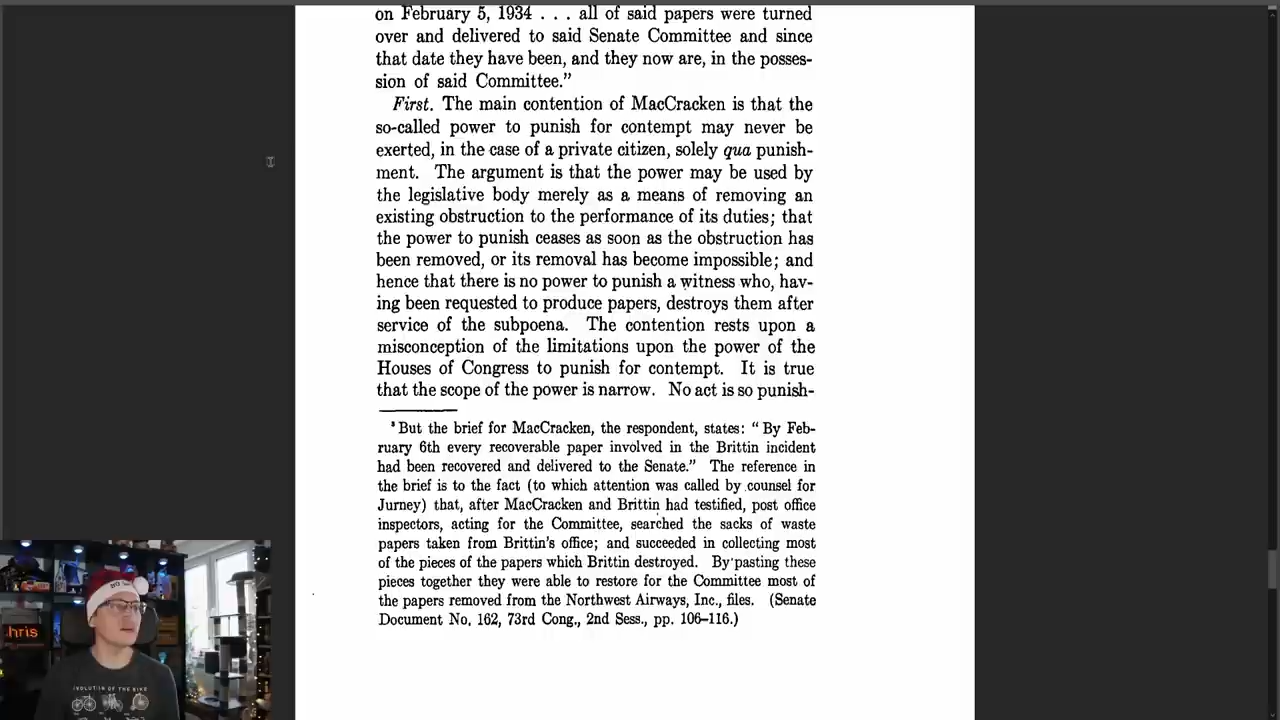 on February 5, 1934 . . . all of said papers were turned
over and delivered to said Senate Committee and since
that date they have been, and they now are, in the posses-
sion of said Committee.”
First. The main contention of MacCracken is that the
so-called power to punish for contempt may never be
exerted, in the case of a private citizen, solely qua punish-
ment. The argument is that the power may be used by
the legislative body merely as a means of removing an
existing obstruction to the performance of its duties; that
the power to punish ceases as soon as the obstruction has
been removed, or its removal has become impossible; and
hence that there is no power to punish a witness who, hav-
ing been requested to produce papers, destroys them after
service of the subpoena. The contention rests upon a
misconception of the limitations upon the power of the
Houses of Congress to punish for contempt. It is true
that the scope of the power is narrow. No act is so punish-
But the brief for MacCracken, the respondent, states: “ By Feb-
ruary 6th every recoverable paper involved in the Brittin incident
had been recovered and delivered to the Senate.” The reference in
the brief is to the fact (to which attention was called by counsel for
Jurney) that, after MacCracken and Brittin had testified, post office
inspectors, acting for the Committee, searched the sacks of waste
papers taken from Brittin's office; and succeeded in collecting most
of the pieces of the papers which Brittin destroyed. By pasting these
pieces together they were able to restore for the Committee most of
the papers removed from the Northwest Airways, Inc., files. (Senate
Document No. 162, 73rd Cong., 2nd Sess., pp. 106–116.)
hris
EVOLUTION OF THE BIKE